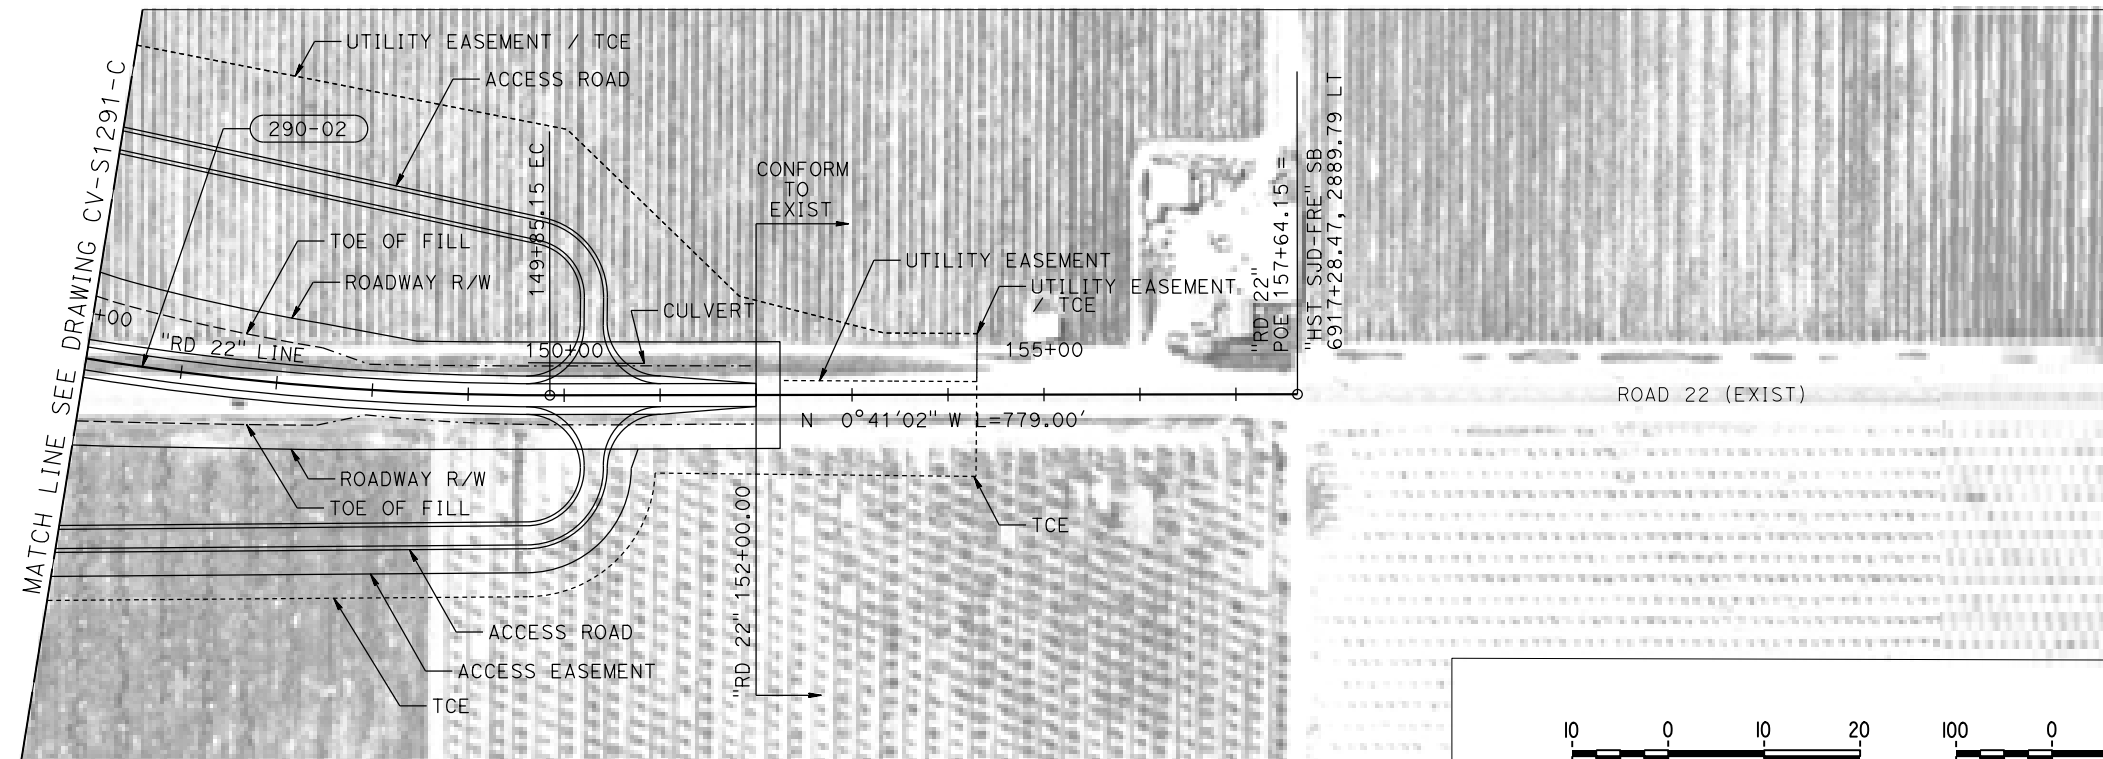 UTILITY EASEMENT / TCE
ACCESS ROAD
290-02
MATCH LINE SEE DRAWING CV-S1291-C
149+85.15 EC
CONFORM
TO
EXIST
TOE OF FILL
ROADWAY R/W
+00
"RD 22" LINE
CULVERT
150+00
UTILITY EASEMENT
UTILITY EASEMENT
/ TCE
155+00
"RD 22"
POE 157+64.15 =
"HST SJD-FRE" SB
6917+28.47, 2889.79 LT
ROAD 22 (EXIST)
N 0°41'02" W L=779.00'
ROADWAY R/W
TOE OF FILL
"RD 22" 152+00.00
TCE
ACCESS ROAD
ACCESS EASEMENT
TCE
10 0 10 20 100 0